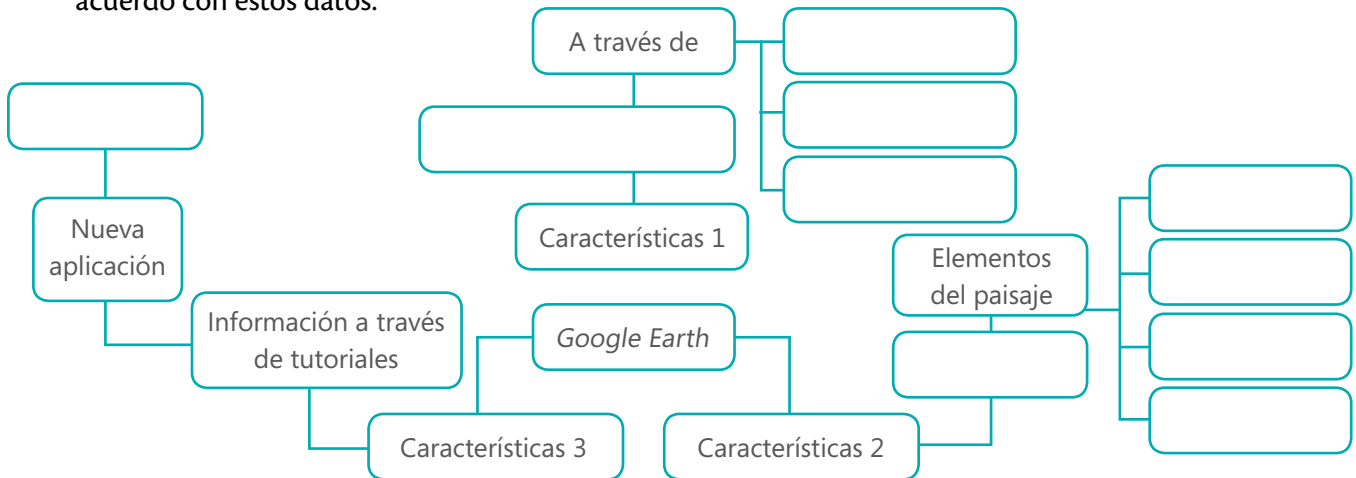 acuerdo con estos datos.
A través de
Nueva
aplicación
Características 1
Elementos
del paisaje
Información a través
de tutoriales
Google Earth
Características 3
Características 2